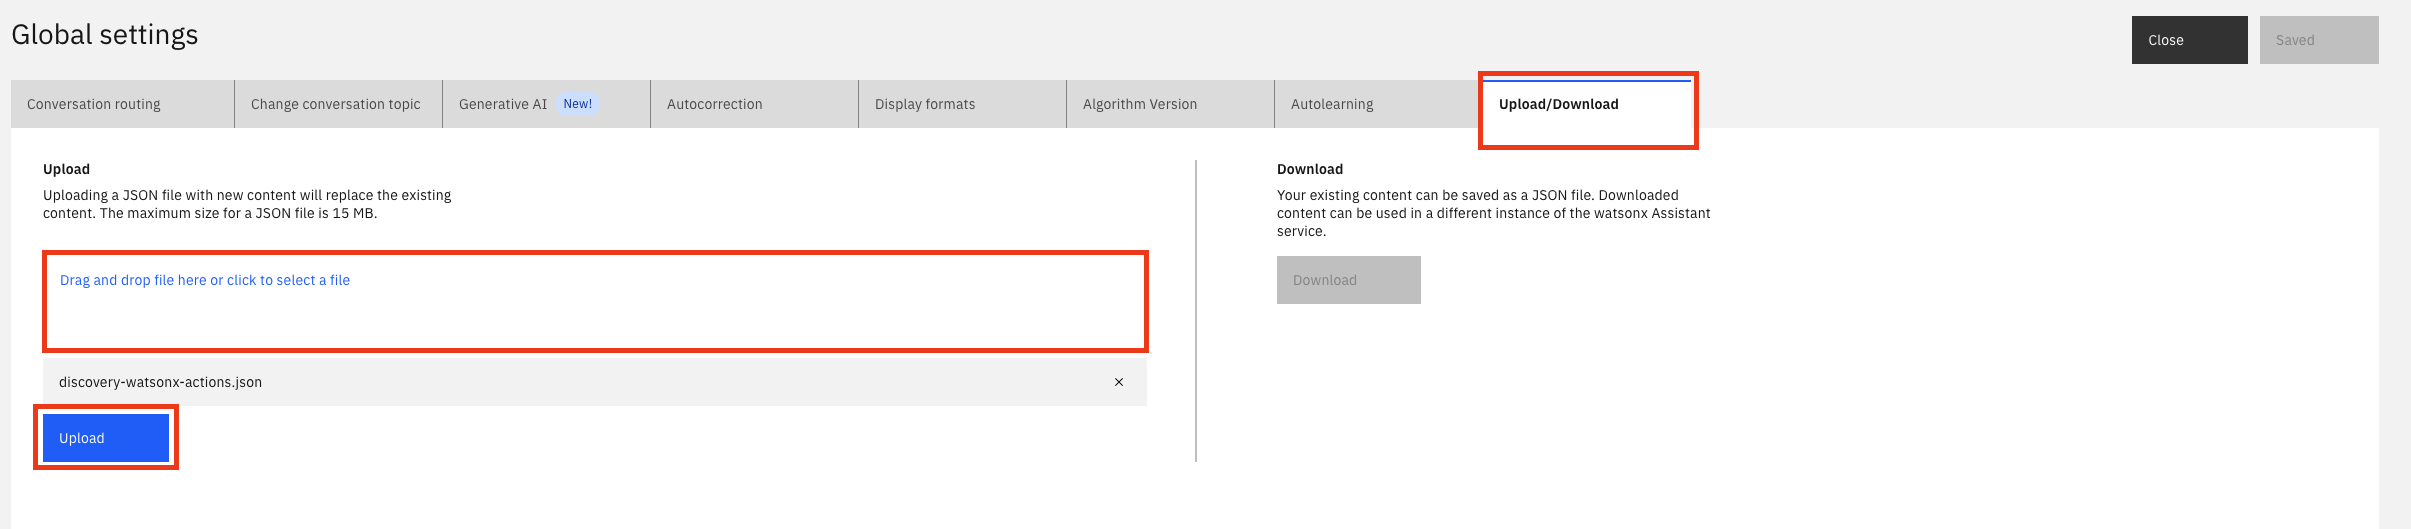 Global settings
Close
Saved
Conversation routing
Change conversation topic
Generative AI New!
Autocorrection
Display formats
Algorithm Version
Autolearning
Upload/Download
Upload
Uploading a JSON file with new content will replace the existing
content. The maximum size for a JSON file is 15 MB.
Drag and drop file here or click to select a file
discovery-watsonx-actions.json
Upload
Download
Your existing content can be saved as a JSON file. Downloaded
content can be used in a different instance of the watsonx Assistant
service.
Download